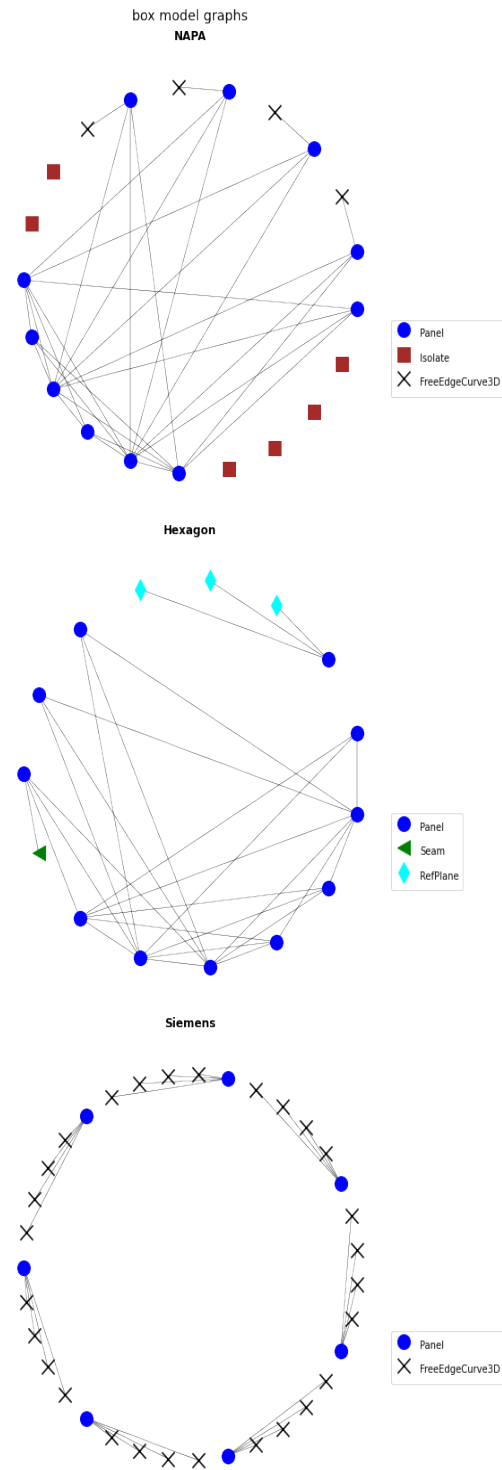 box model graphs
NAPA
Panel
Isolate
FreeEdgeCurve3D
Hexagon
Panel
Seam
RefPlane
Siemens
Panel
FreeEdgeCurve3D